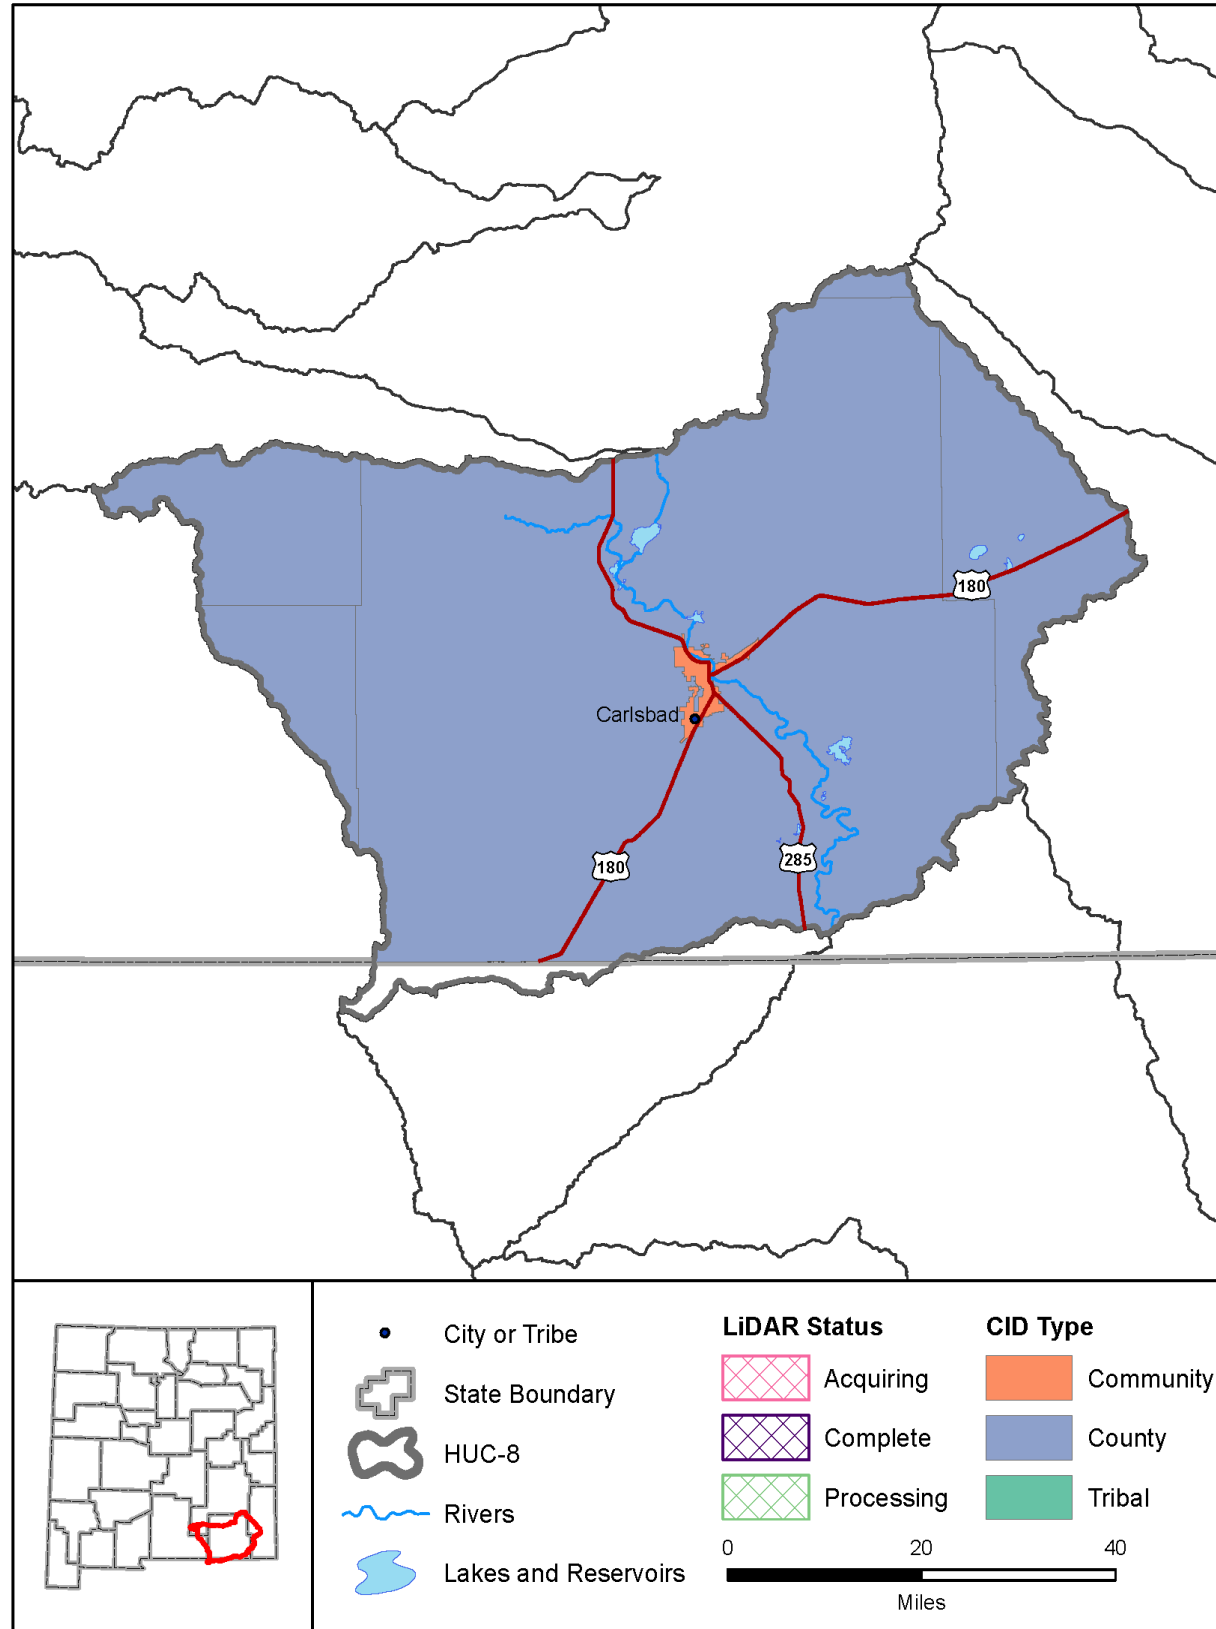 180
Carlsbad
180
285
City or Tribe
State Boundary
HUC-8
Rivers
Lakes and Reservoirs
LiDAR Status
Acquiring
Complete
Processing
CID Type
Community
County
Tribal
0 20 40
Miles